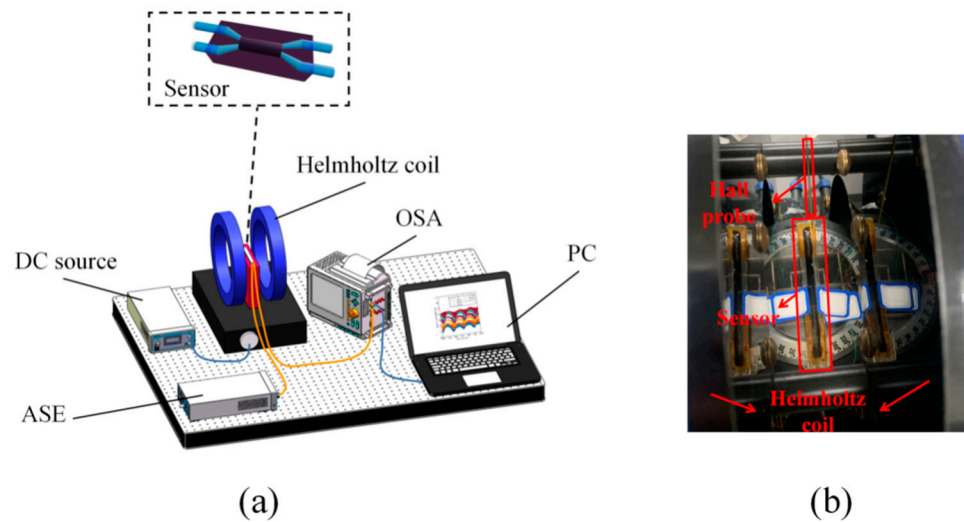 Sensor
Helmholtz coil
OSA
DC source
PC
ASE
Hall
probe
Sensor
Helmholtz
coil
(a)
(b)